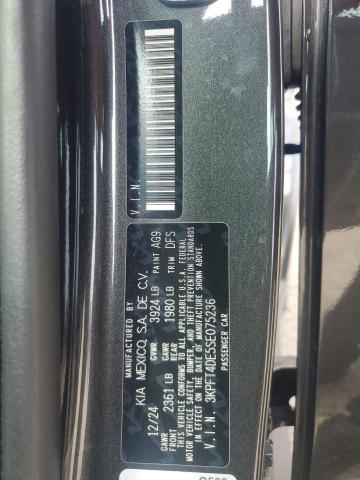 MANUFACTURED BY
KIA MEXICO, S.A. DE C.V.
12/24 GVWR 3924 LB PAINT AG9
GAWR FRONT 2361 LB GAWR 1980 LB TRIM DFS
THIS VEHICLE CONFORMS TO ALL APPLICABLE U.S. FEDERAL
MOTOR VEHICLE SAFETY, BUMPER, AND THEFT PREVENTION STANDARDS
IN EFFECT ON THE DATE OF MANUFACTURE SHOWN ABOVE.
V.I.N. 3KPFT4DE5SE075236
PASSENGER CAR
V.I.N.